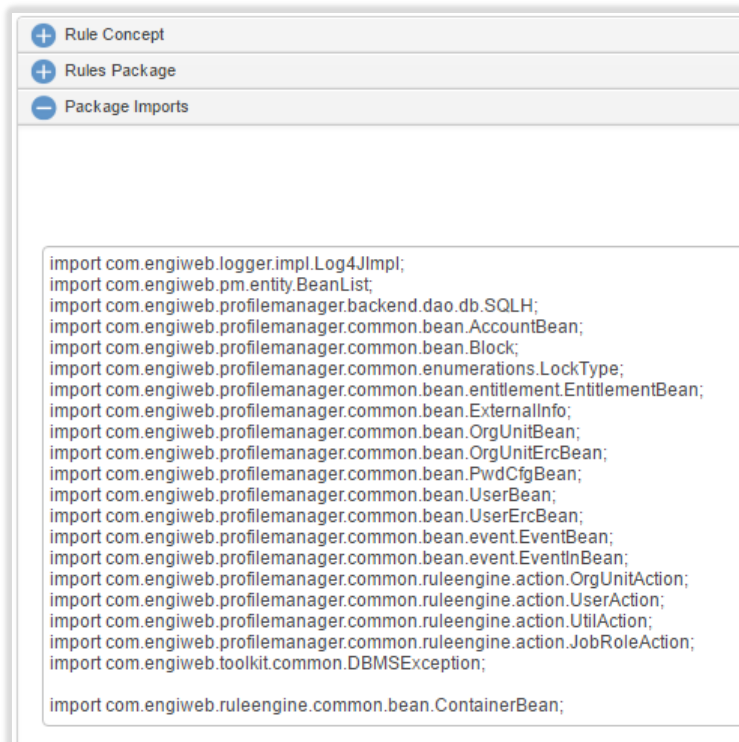 Rule Concept
Rules Package
Package Imports
import com.engiweb.logger.impl.Log4JImpl;
import com.engiweb.pm.entity.BeanList;
import com.engiweb.profilemanager.backend.dao.db.SQLH;
import com.engiweb.profilemanager.common.bean.AccountBean;
import com.engiweb.profilemanager.common.bean.Block;
import com.engiweb.profilemanager.common.enumerations.LockType;
import com.engiweb.profilemanager.common.bean.entitlement.EntitlementBean;
import com.engiweb.profilemanager.common.bean.ExternalInfo;
import com.engiweb.profilemanager.common.bean.OrgUnitBean;
import com.engiweb.profilemanager.common.bean.OrgUnitErcBean;
import com.engiweb.profilemanager.common.bean.PwdCfgBean;
import com.engiweb.profilemanager.common.bean.UserBean;
import com.engiweb.profilemanager.common.bean.UserErcBean;
import com.engiweb.profilemanager.common.bean.event.EventBean;
import com.engiweb.profilemanager.common.bean.event.EventInBean;
import com.engiweb.profilemanager.common.ruleengine.action.OrgUnitAction;
import com.engiweb.profilemanager.common.ruleengine.action.UserAction;
import com.engiweb.profilemanager.common.ruleengine.action.UtilAction;
import com.engiweb.profilemanager.common.ruleengine.action.JobRoleAction;
import com.engiweb.toolkit.common.DBMSException;
import com.engiweb.ruleengine.common.bean.ContainerBean;